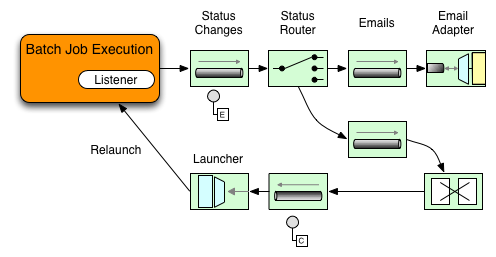 Status
Changes
Status
Router
Emails
Email
Adapter
Batch Job Execution
Listener
E
Relaunch
Launcher
C